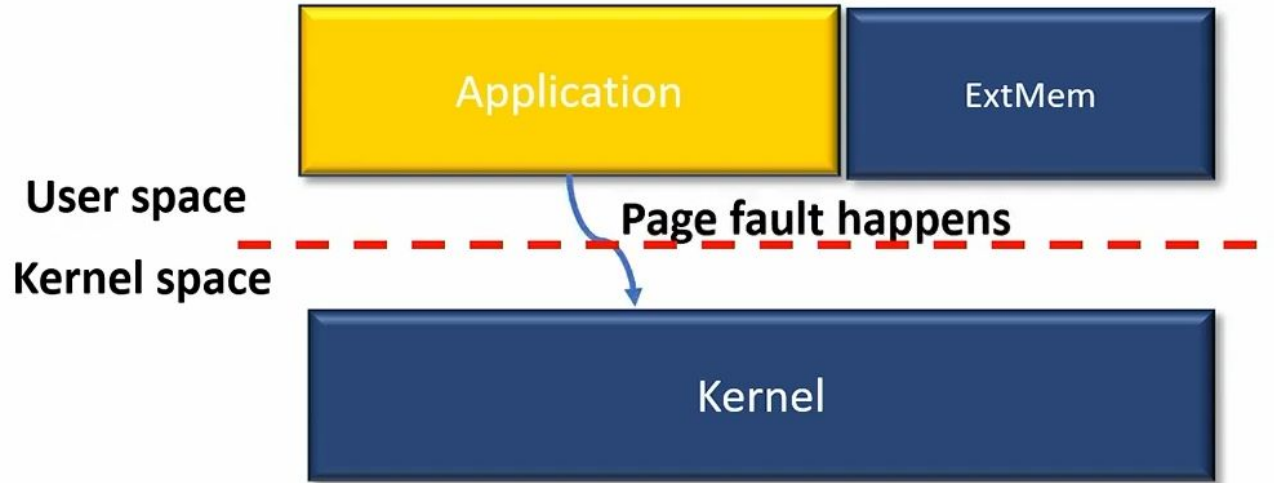 Application
ExtMem
User space
Page fault happens
Kernel space
Kernel